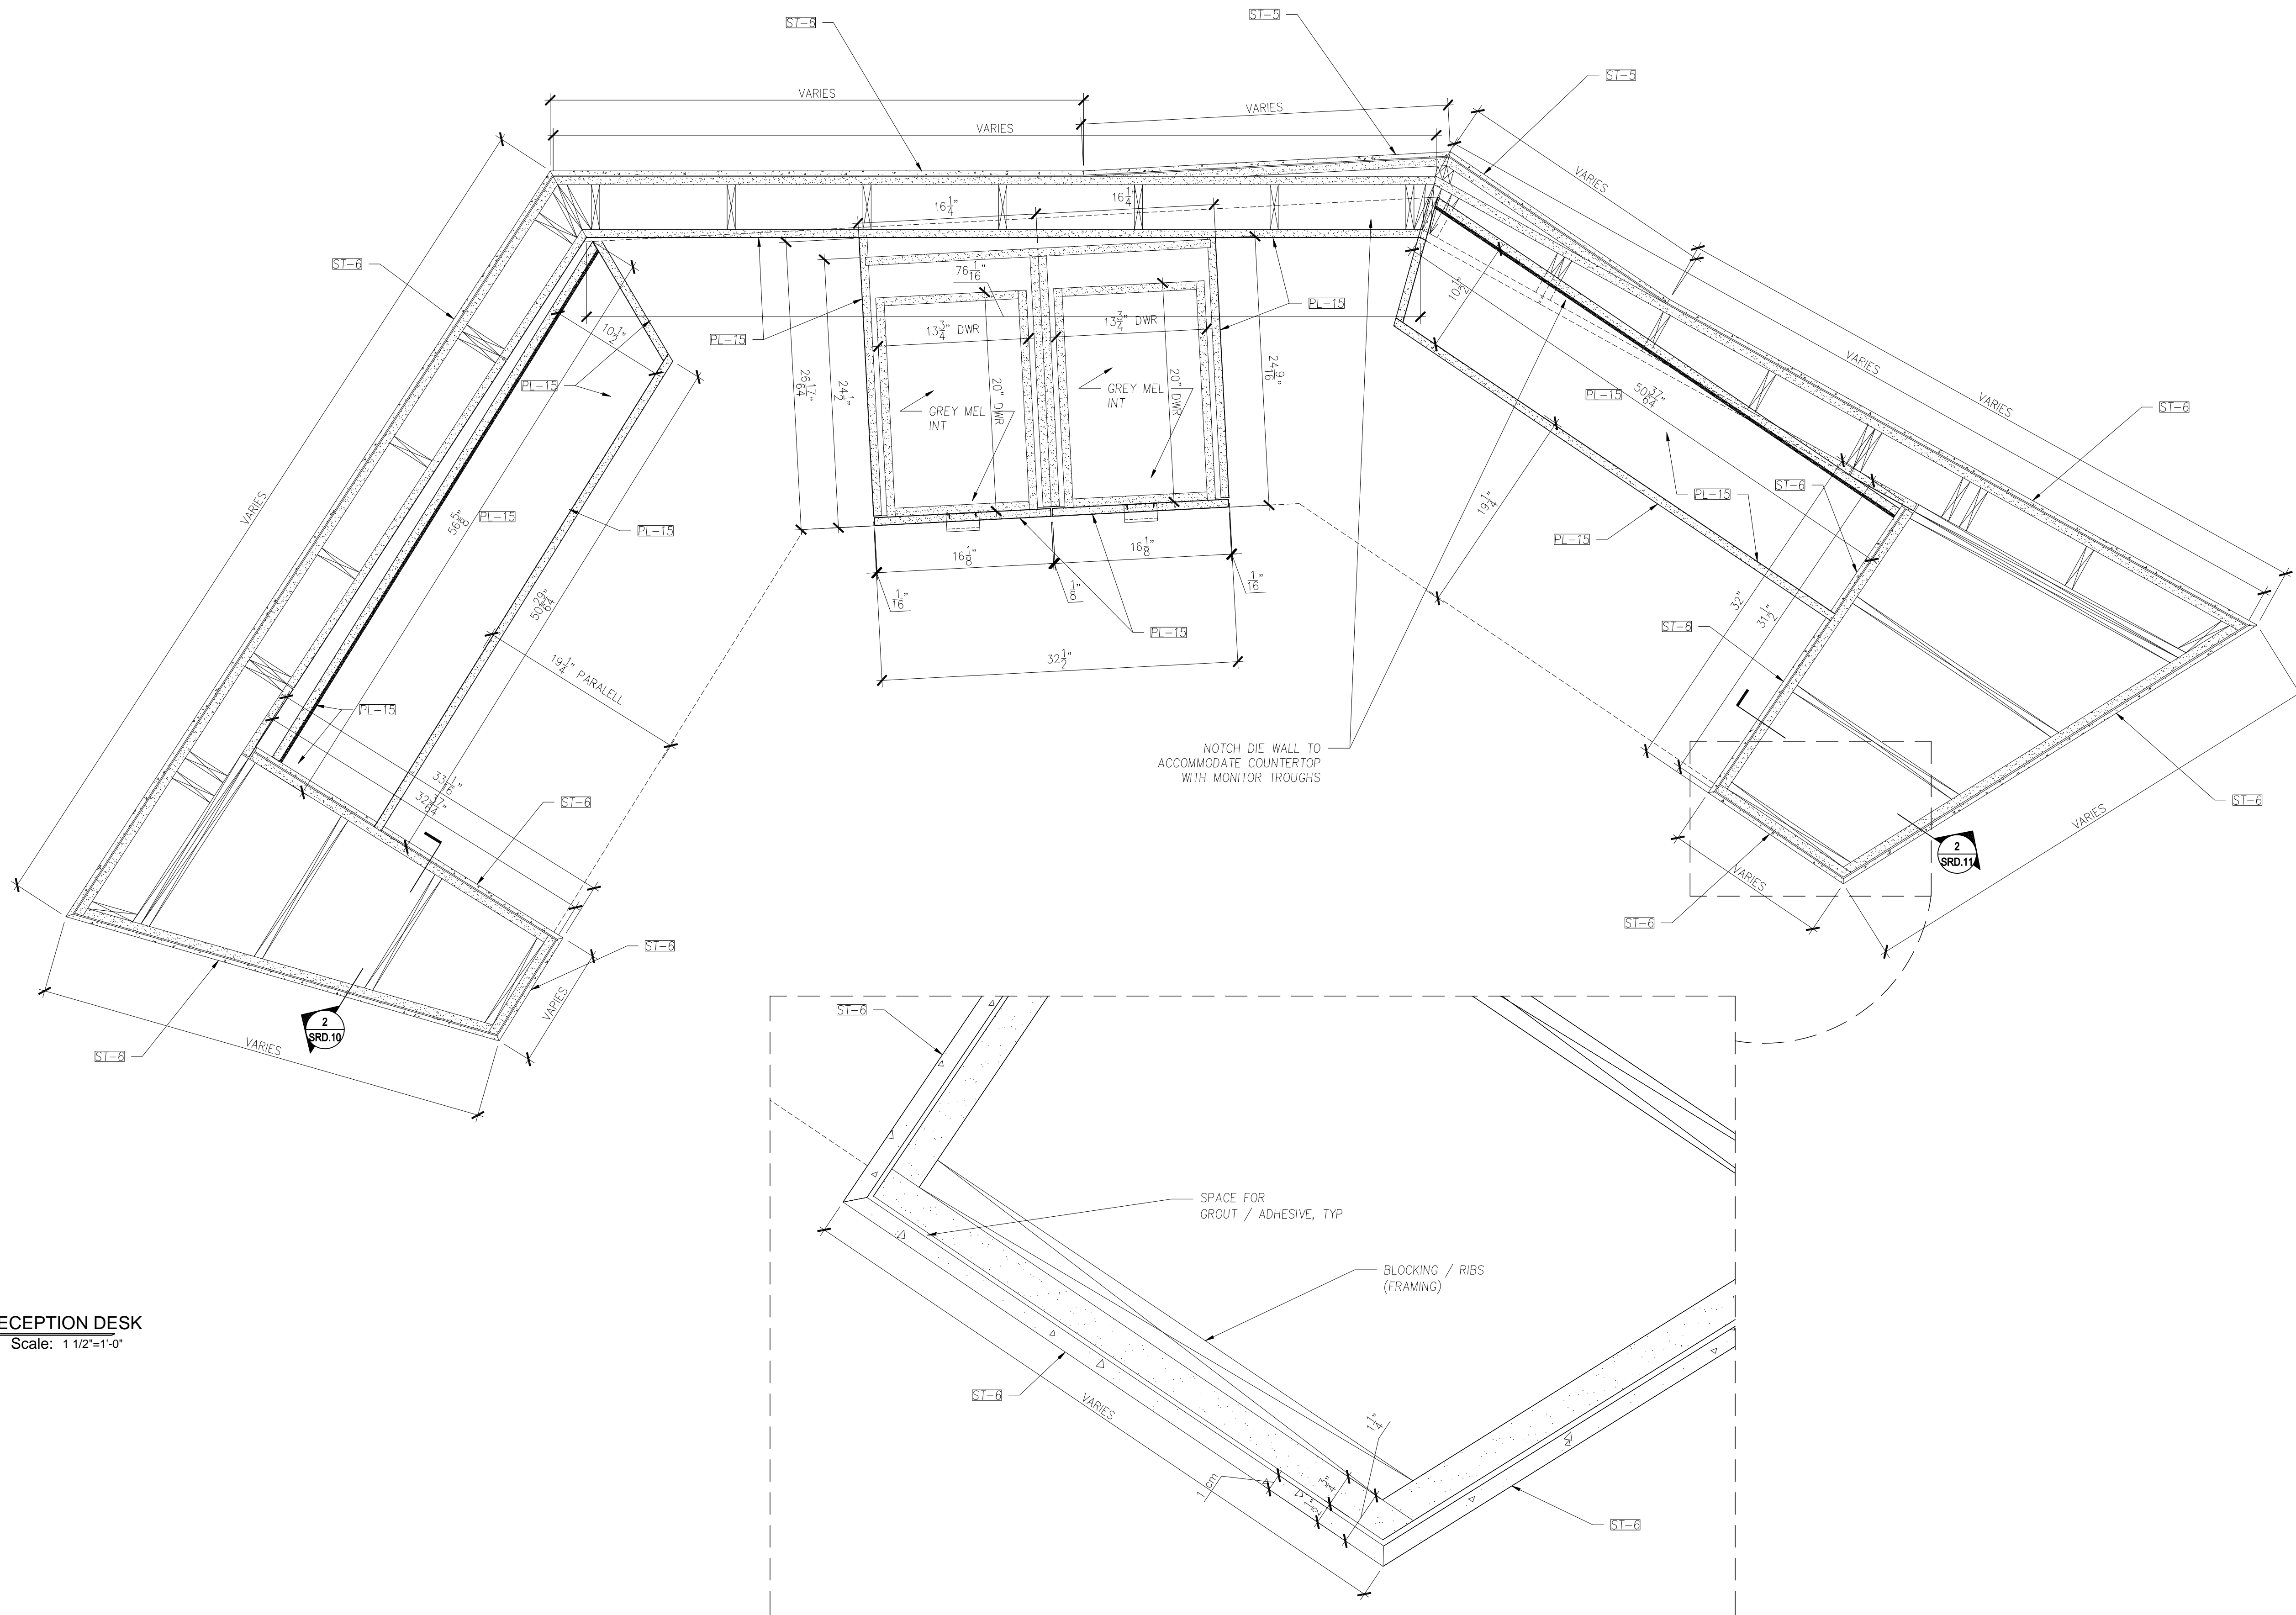 ST-6
ST-5
ST-5
VARIES
VARIES
VARIES
VARIES
16 1/4"
16 1/4"
ST-6
VARIES
10 1/2"
PL-15
PL-15
76 1/16"
13 3/4" DWR
13 3/4" DWR
PL-15
26 17/64"
24 1/2"
20" DWR
20" DWR
24 9/16"
GREY MEL
INT
GREY MEL
INT
10 1/2"
50 37/64"
PL-15
VARIES
VARIES
ST-6
56 5/8"
PL-15
PL-15
50 29/64"
19 1/4" PARALELL
PL-15
16 1/8"
16 1/8"
1/16"
1/8"
1/16"
PL-15
32 1/2"
19 1/4"
PL-15
PL-15
ST-6
32"
31 1/2"
ST-6
NOTCH DIE WALL TO
ACCOMMODATE COUNTERTOP
WITH MONITOR TROUGHS
33 1/16"
32 37/64"
ST-6
ST-6
VARIES
VARIES
ST-6
2
SRD.10
ST-6
VARIES
VARIES
ST-6
2
SRD.11
ST-6
SPACE FOR
GROUT / ADHESIVE, TYP
BLOCKING / RIBS
(FRAMING)
ST-6
VARIES
1 cm
1/2"
3/4"
1 1/4"
ST-6
ECEPTION DESK
Scale: 1 1/2"=1'-0"